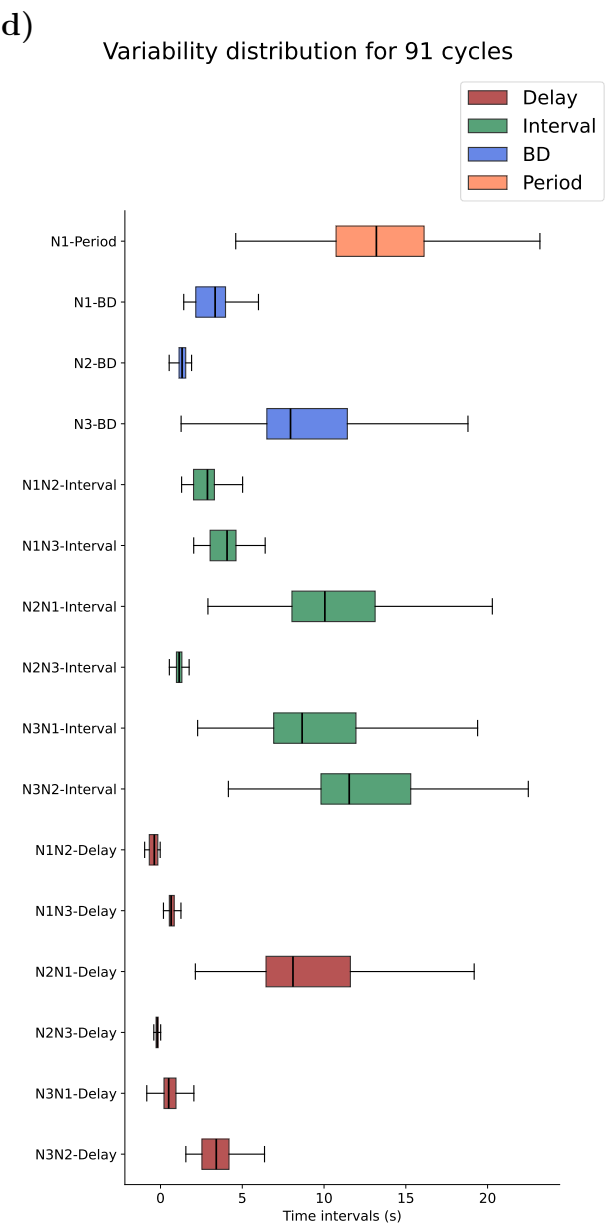 d)
Variability distribution for 91 cycles
Delay
Interval
BD
Period
N1-Period
N1-BD
N2-BD
N3-BD
N1N2-Interval
N1N3-Interval
N2N1-Interval
N2N3-Interval
N3N1-Interval
N3N2-Interval
N1N2-Delay
N1N3-Delay
N2N1-Delay
N2N3-Delay
N3N1-Delay
N3N2-Delay
0 5 10 15 20
Time intervals (s)